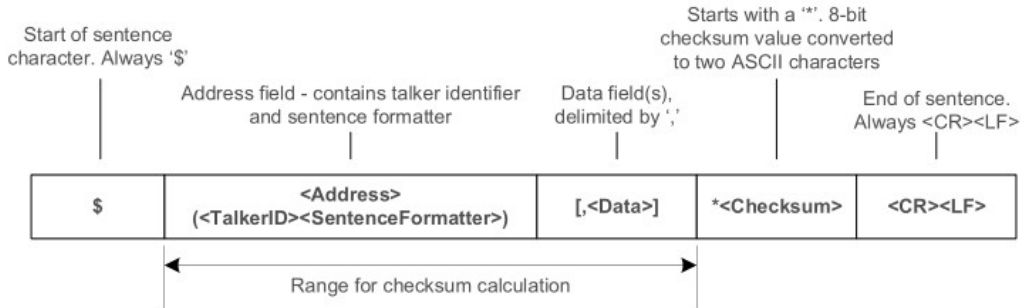 Start of sentence
character. Always ‘$’
Address field - contains talker identifier
and sentence formatter
Data field(s),
delimited by ‘,’
Starts with a ‘*’. 8-bit
checksum value converted
to two ASCII characters
End of sentence.
Always <CR><LF>
$
<Address>
(<TalkerID><SentenceFormatter>)
[,<Data>]
*<Checksum>
<CR><LF>
Range for checksum calculation